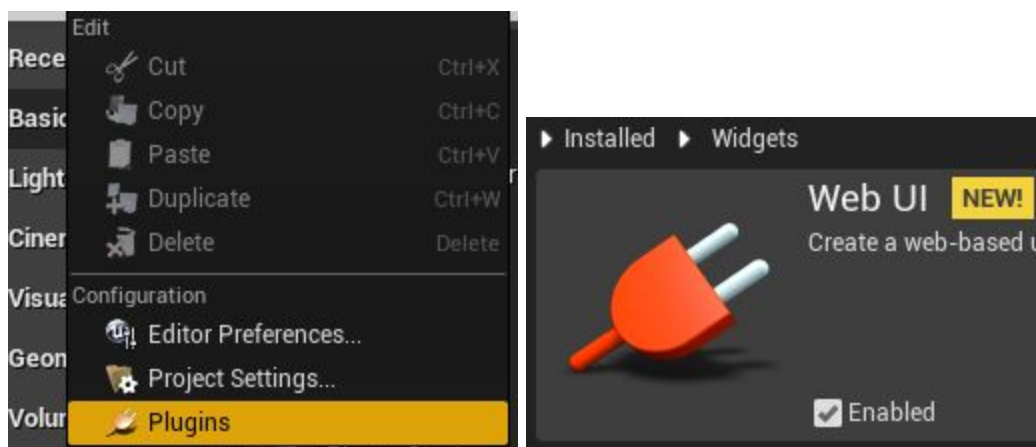 Edit
Rece
Cut Ctrl+X
Basic
Copy Ctrl+C
Paste Ctrl+V
Light
Duplicate Ctrl+W
Ciner
Delete Delete
Visua
Configuration
Editor Preferences...
Geon
Project Settings...
Volur
Plugins
Installed Widgets
Web UI NEW!
Create a web-based u
Enabled